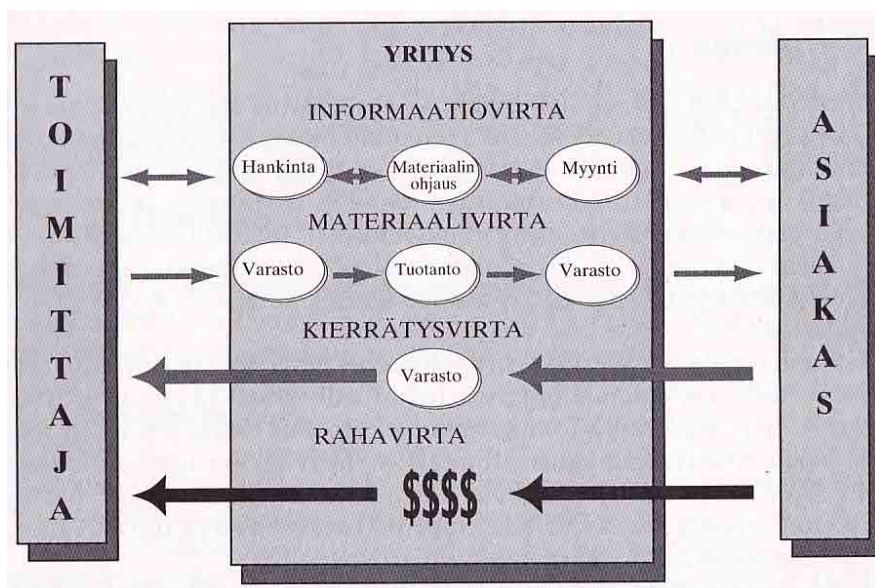 TOIMITTAJA
YRITYS
INFORMAATIOVIRTA
Hankinta
Materiaalin
ohjaus
Myynti
MATERIAALIVIRTA
Varasto
Tuotanto
Varasto
KIERRÄTYSVIRTA
Varasto
RAHAVIRTA
$$$$
ASIAKAS